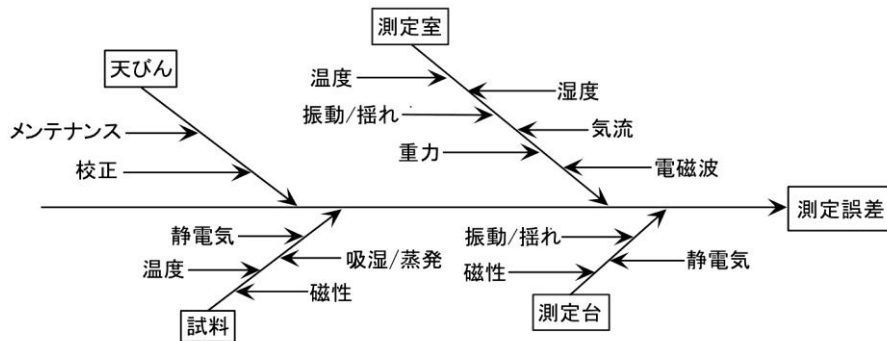 測定室
天びん
温度
湿度
振動/揺れ
気流
メンテナンス
重力
校正
電磁波
測定誤差
静電気
吸湿/蒸発
温度
磁性
試料
振動/揺れ
静電気
磁性
測定台